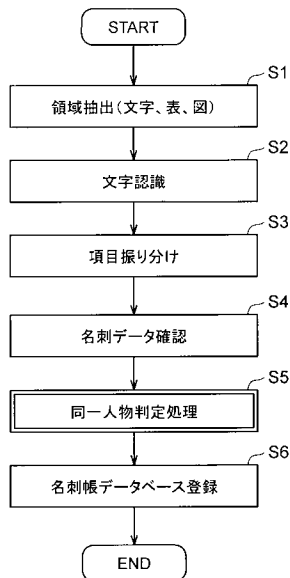 START
S1
領域抽出(文字、表、図)
S2
文字認識
S3
項目振り分け
S4
名刺データ確認
S5
同一人物判定処理
S6
名刺帳データベース登録
END